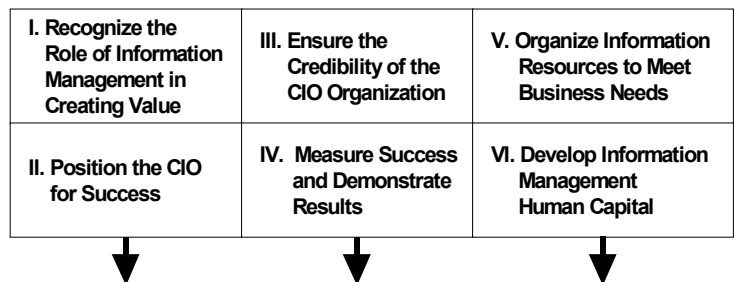 I. Recognize the
Role of Information
Management in
Creating Value
II. Position the CIO
for Success
III. Ensure the
Credibility of the
CIO Organization
IV. Measure Success
and Demonstrate
Results
V. Organize Information
Resources to Meet
Business Needs
VI. Develop Information
Management
Human Capital